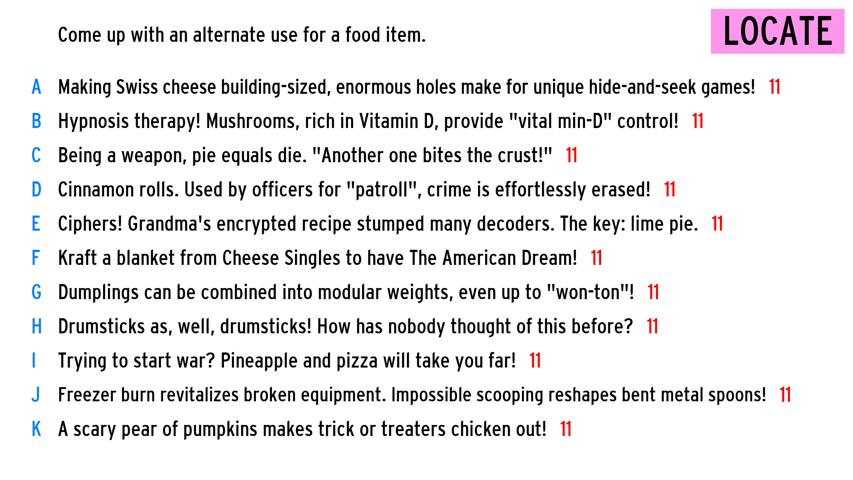 Come up with an alternate use for a food item.
LOCATE
A Making Swiss cheese building-sized, enormous holes make for unique hide-and-seek games! 11
B Hypnosis therapy! Mushrooms, rich in Vitamin D, provide "vital min-D" control! 11
C Being a weapon, pie equals die. "Another one bites the crust!" 11
D Cinnamon rolls. Used by officers for "patroll", crime is effortlessly erased! 11
E Ciphers! Grandma's encrypted recipe stumped many decoders. The key: lime pie. 11
F Kraft a blanket from Cheese Singles to have The American Dream! 11
G Dumplings can be combined into modular weights, even up to "won-ton"! 11
H Drumsticks as, well, drumsticks! How has nobody thought of this before? 11
I Trying to start war? Pineapple and pizza will take you far! 11
J Freezer burn revitalizes broken equipment. Impossible scooping reshapes bent metal spoons! 11
K A scary pear of pumpkins makes trick or treaters chicken out! 11